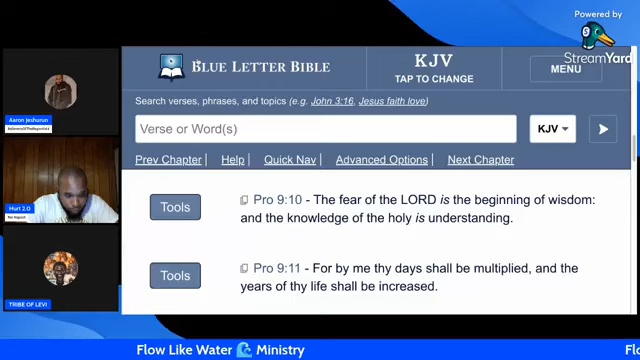 Powered by
StreamYard
BLUE LETTER BIBLE
KJV
TAP TO CHANGE
MENU
Search verses, phrases, and topics (e.g. John 3:16, Jesus faith love)
Verse or Word(s)
KJV
Prev Chapter | Help | Quick Nav | Advanced Options | Next Chapter
Tools
Pro 9:10 - The fear of the LORD is the beginning of wisdom:
and the knowledge of the holy is understanding.
Tools
Pro 9:11 - For by me thy days shall be multiplied, and the
years of thy life shall be increased.
Aaron Jeshurun
Hurt 2.0
TRIBE OF LEVI
Flow Like Water 🌊 Ministry
Flo